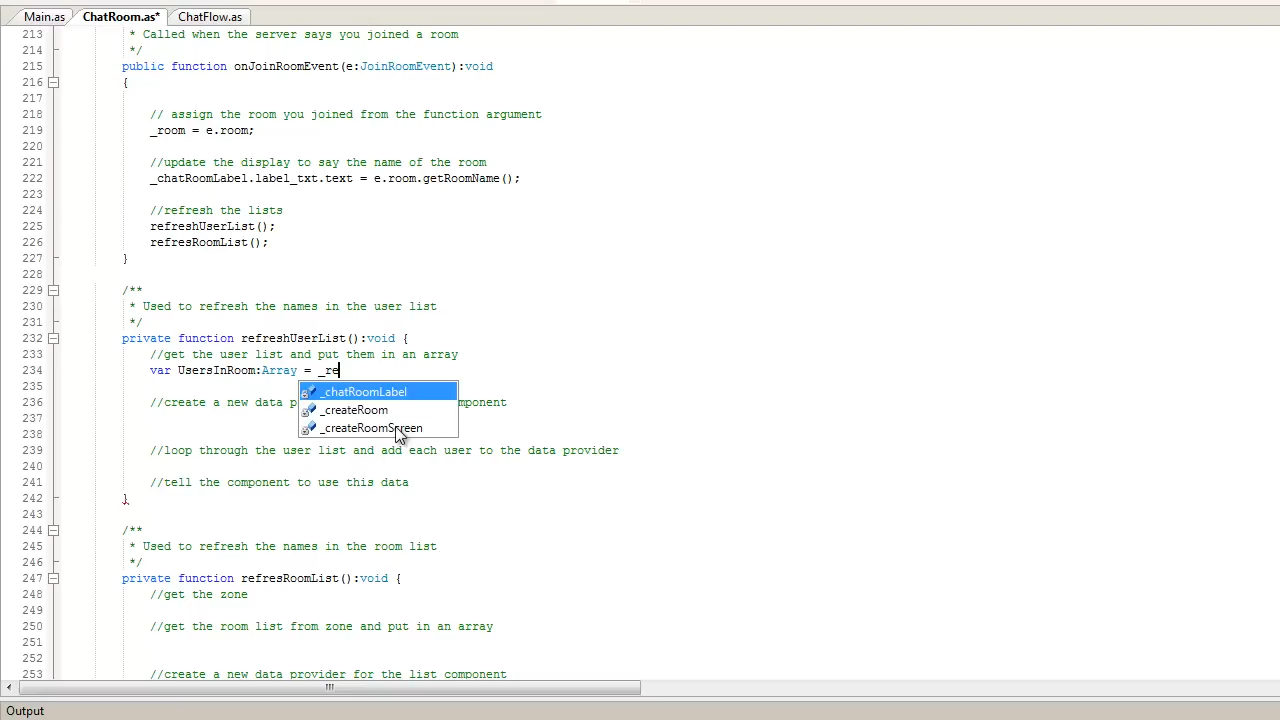 Main.as ChatRoom.as* ChatFlow.as
213 * Called when the server says you joined a room
214 */
215 public function onJoinRoomEvent(e:JoinRoomEvent):void
216 {
217
218 // assign the room you joined from the function argument
219 _room = e.room;
220
221 //update the display to say the name of the room
222 _chatRoomLabel.label_txt.text = e.room.getRoomName();
223
224 //refresh the lists
225 refreshUserList();
226 refresRoomList();
227 }
228
229 /**
230 * Used to refresh the names in the user list
231 */
232 private function refreshUserList():void {
233 //get the user list and put them in an array
234 var UsersInRoom:Array = _re
235 _chatRoomLabel
236 //create a new data p mponent
_createRoom
237
238 _createRoomScreen
239 //loop through the user list and add each user to the data provider
240
241 //tell the component to use this data
242 }
243
244 /**
245 * Used to refresh the names in the room list
246 */
247 private function refresRoomList():void {
248 //get the zone
249
250 //get the room list from zone and put in an array
251
252
253 //create a new data provider for the list component
Output